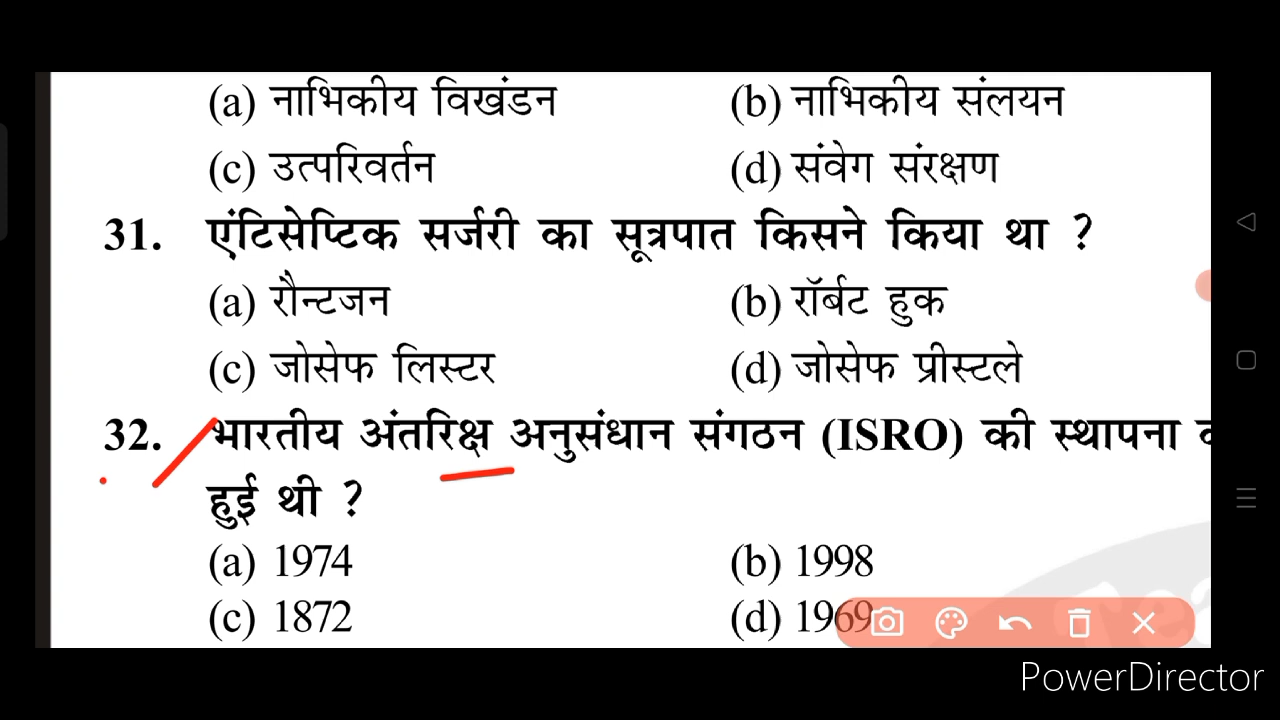 (a) नाभिकीय विखंडन (b) नाभिकीय संलयन
(c) उत्परिवर्तन (d) संवेग संरक्षण
31. एंटिसेप्टिक सर्जरी का सूत्रपात किसने किया था ?
(a) रौन्टजन (b) रॉर्बट हुक
(c) जोसेफ लिस्टर (d) जोसेफ प्रीस्टले
32. भारतीय अंतरिक्ष अनुसंधान संगठन (ISRO) की स्थापना
हुई थी ?
(a) 1974 (b) 1998
(c) 1872 (d) 1969
PowerDirector